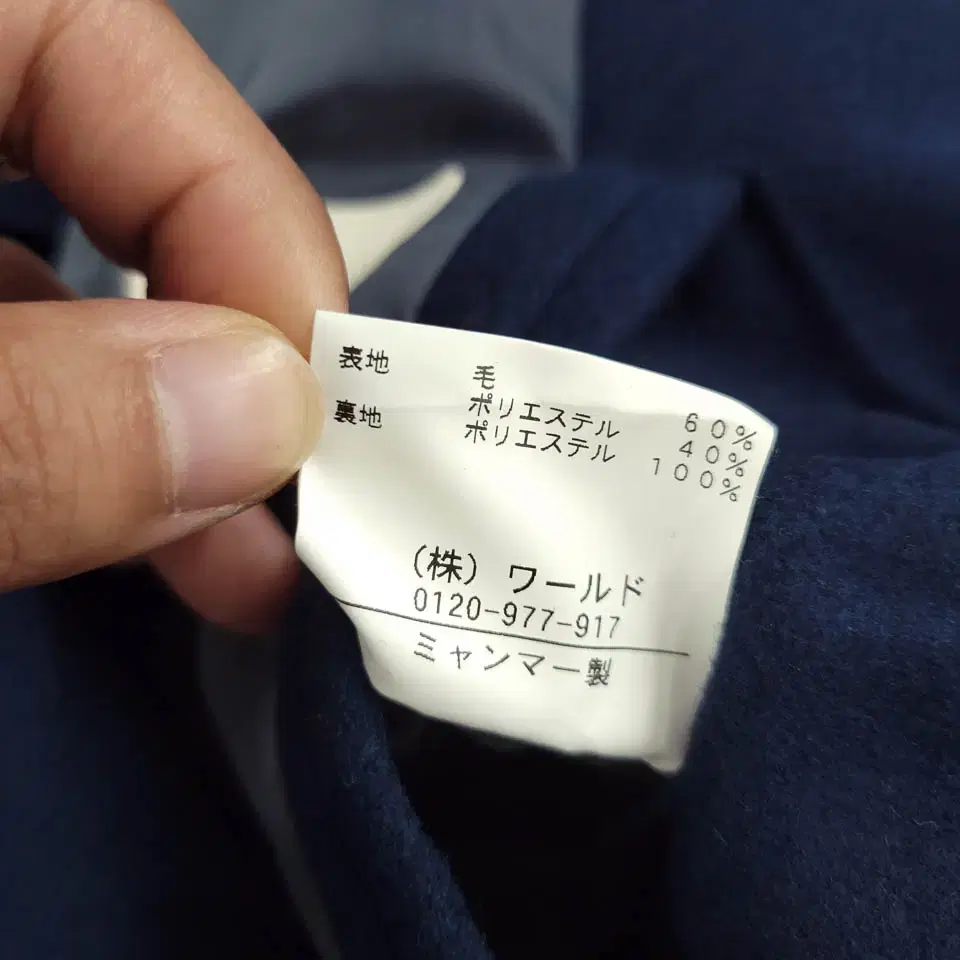 表地 毛 60%
ポリエステル 40%
裏地 ポリエステル 100%
(株) ワールド
0120-977-917
ミャンマー製